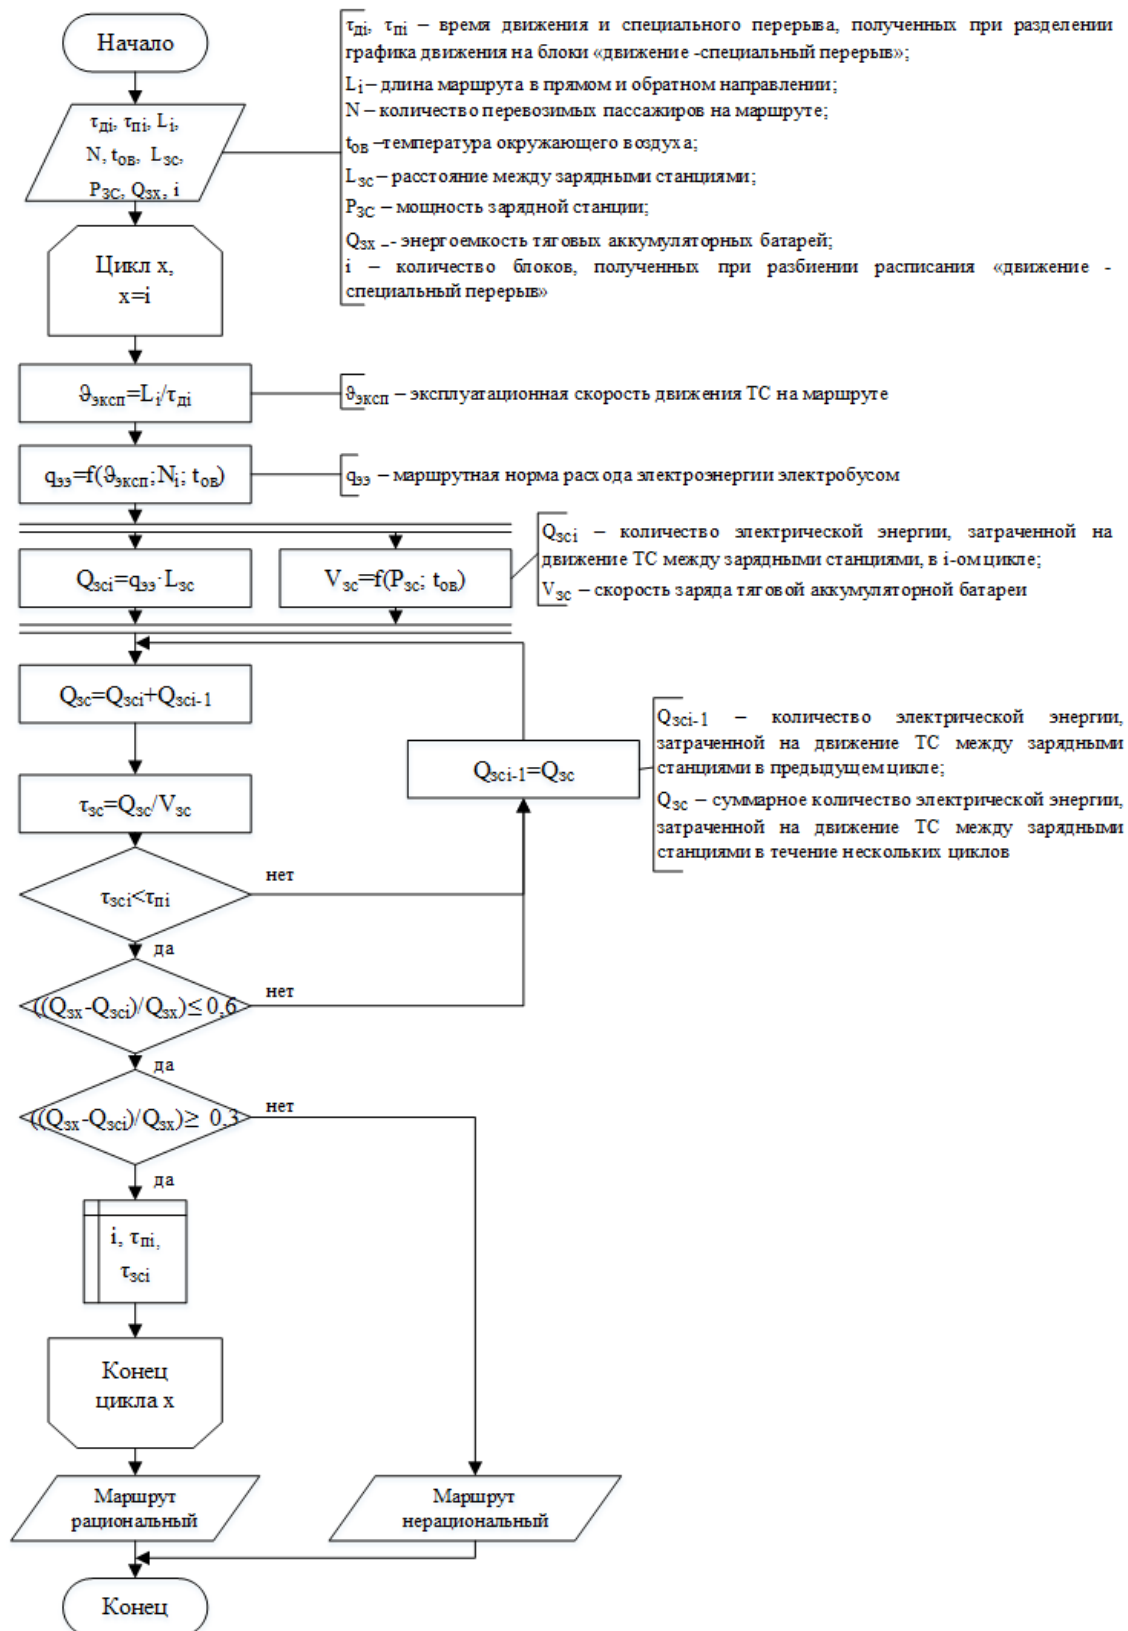 Начало
τдi, τпi – время движения и специального перерыва, полученных при разделении
графика движения на блоки «движение -специальный перерыв»;
Li – длина маршрута в прямом и обратном направлении;
N – количество перевозимых пассажиров на маршруте;
tов –температура окружающего воздуха;
Lзс – расстояние между зарядными станциями;
PЗС – мощность зарядной станции;
Qзх –- энергоемкость тяговых аккумуляторных батарей;
i – количество блоков, полученных при разбиении расписания «движение -
специальный перерыв»
τдi, τпi, Li,
N, tов, Lзс,
PЗС, Qзх, i
Цикл x,
x=i
ϑэксп=Li/τдi
ϑэксп – эксплуатационная скорость движения ТС на маршруте
qээ=f(ϑэксп;Ni; tов)
qээ – маршрутная норма расхода электроэнергии электробусом
Qзсi=qээ· Lзс
Vзс=f(Pзс; tов)
Qзсi – количество электрической энергии, затраченной на
движение ТС между зарядными станциями, в i-ом цикле;
Vзс – скорость заряда тяговой аккумуляторной батареи
Qзс=Qзсi+Qзсi-1
Qзсi-1=Qзс
Qзсi-1 – количество электрической энергии,
затраченной на движение ТС между зарядными
станциями в предыдущем цикле;
Qзс – суммарное количество электрической энергии,
затраченной на движение ТС между зарядными
станциями в течение нескольких циклов
τзс=Qзс/Vзс
τзсi<τпi
нет
да
((Qзх-Qзсi)/Qзх)≤ 0,6
нет
да
((Qзх-Qзсi)/Qзх)≥ 0,3
нет
да
i, τпi,
τзсi
Конец
цикла x
Маршрут
рациональный
Маршрут
нерациональный
Конец